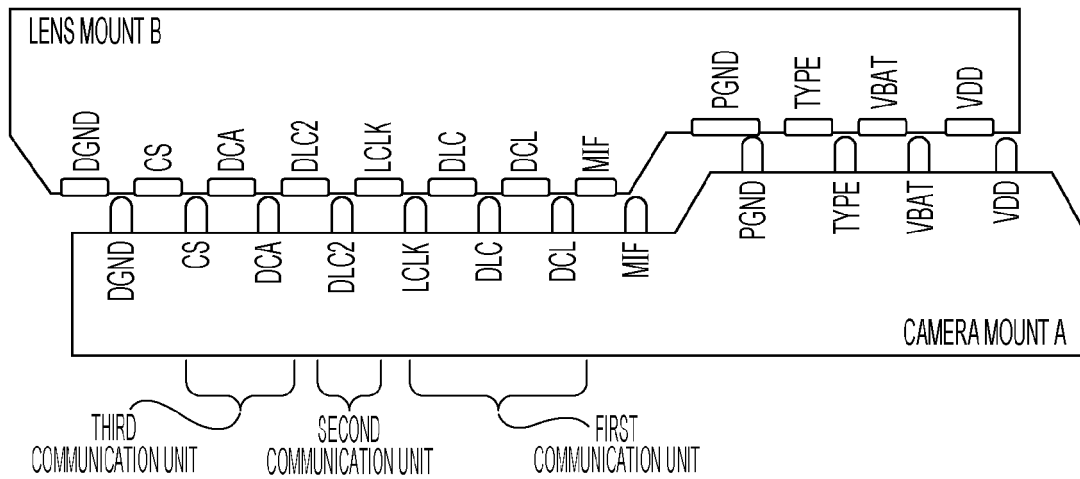 LENS MOUNT B
PGND
TYPE
VBAT
VDD
DGND
CS
DCA
DLC2
LCLK
DLC
DCL
MIF
PGND
TYPE
VBAT
VDD
DGND
CS
DCA
DLC2
LCLK
DLC
DCL
MIF
CAMERA MOUNT A
THIRD
COMMUNICATION UNIT
SECOND
COMMUNICATION UNIT
FIRST
COMMUNICATION UNIT